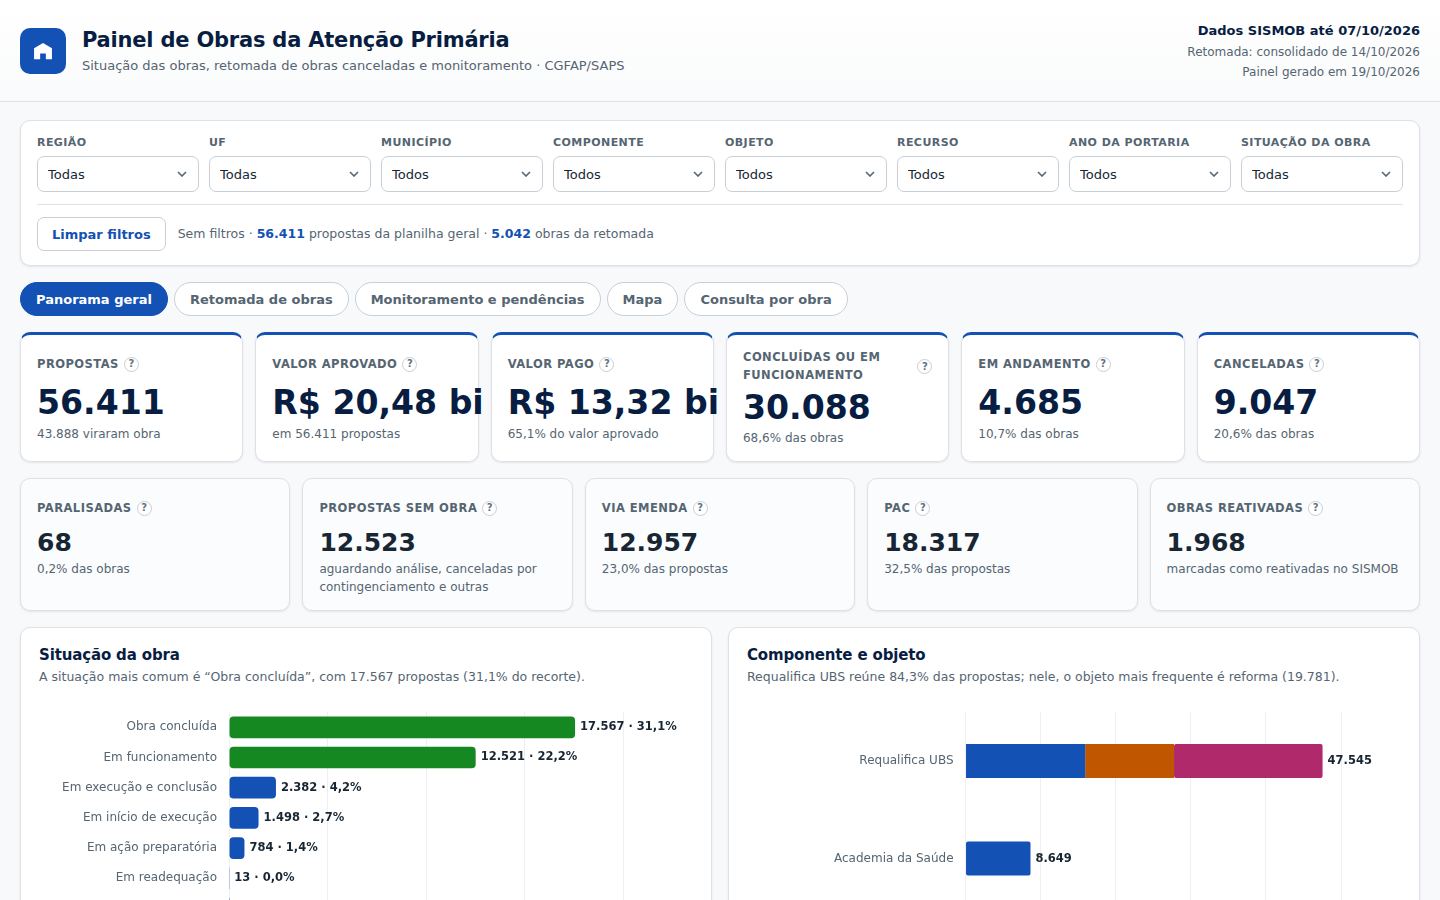 Painel de Obras da Atenção Primária
Situação das obras, retomada de obras canceladas e monitoramento · CGFAP/SAPS
Dados SISMOB até 07/10/2026
Retomada: consolidado de 14/10/2026
Painel gerado em 19/10/2026
REGIÃO
Todas
UF
Todas
MUNICÍPIO
Todos
COMPONENTE
Todos
OBJETO
Todos
RECURSO
Todos
ANO DA PORTARIA
Todos
SITUAÇÃO DA OBRA
Todas
Limpar filtros
Sem filtros · 56.411 propostas da planilha geral · 5.042 obras da retomada
Panorama geral
Retomada de obras
Monitoramento e pendências
Mapa
Consulta por obra
PROPOSTAS ?
56.411
43.888 viraram obra
VALOR APROVADO ?
R$ 20,48 bi
em 56.411 propostas
VALOR PAGO ?
R$ 13,32 bi
65,1% do valor aprovado
CONCLUÍDAS OU EM
FUNCIONAMENTO ?
30.088
68,6% das obras
EM ANDAMENTO ?
4.685
10,7% das obras
CANCELADAS ?
9.047
20,6% das obras
PARALISADAS ?
68
0,2% das obras
PROPOSTAS SEM OBRA ?
12.523
aguardando análise, canceladas por
contingenciamento e outras
VIA EMENDA ?
12.957
23,0% das propostas
PAC ?
18.317
32,5% das propostas
OBRAS REATIVADAS ?
1.968
marcadas como reativadas no SISMOB
Situação da obra
A situação mais comum é “Obra concluída”, com 17.567 propostas (31,1% do recorte).
Obra concluída 17.567 · 31,1%
Em funcionamento 12.521 · 22,2%
Em execução e conclusão 2.382 · 4,2%
Em início de execução 1.498 · 2,7%
Em ação preparatória 784 · 1,4%
Em readequação 13 · 0,0%
Componente e objeto
Requalifica UBS reúne 84,3% das propostas; nele, o objeto mais frequente é reforma (19.781).
Requalifica UBS 47.545
Academia da Saúde 8.649